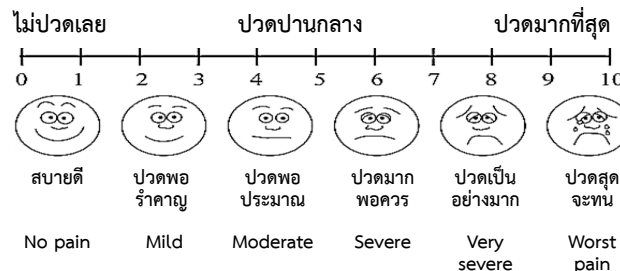 ไม่ปวดเลย ปวดปานกลาง ปวดมากที่สุด
0 1 2 3 4 5 6 7 8 9 10
สบายดี ปวดพอ ปวดพอ ปวดมาก ปวดเป็น ปวดสุด
รำคาญ ประมาณ พอควร อย่างมาก จะทน
No pain Mild Moderate Severe Very Worst
severe pain